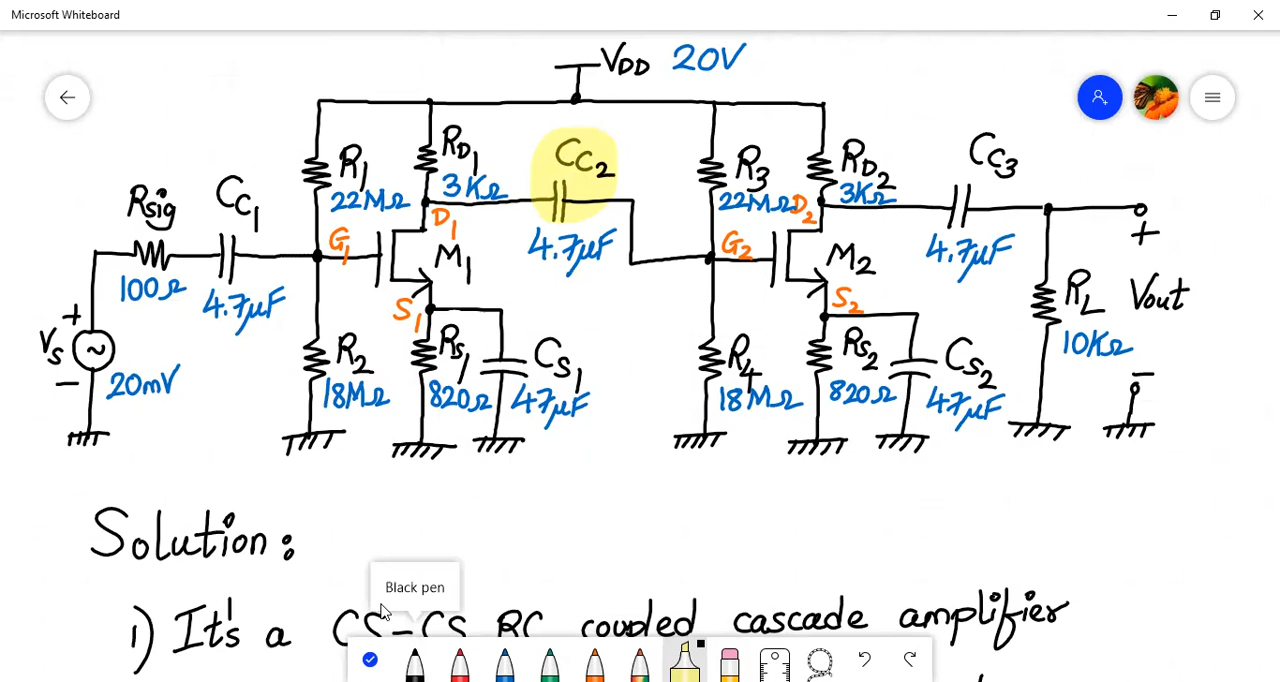 Microsoft Whiteboard
VDD 20V
Rsig
100Ω
CC1
4.7μF
R1
22MΩ
RD1
3KΩ
CC2
4.7μF
R3
22MΩ
RD2
3KΩ
CC3
4.7μF
G1
D1
M1
S1
G2
D2
M2
S2
+
Vs
~
−
20mV
R2
18MΩ
RS1
820Ω
CS1
47μF
R4
18MΩ
RS2
820Ω
CS2
47μF
RL
10KΩ
+
Vout
−
Solution:
Black pen
1) It's a CS-CS RC coupled cascade amplifier